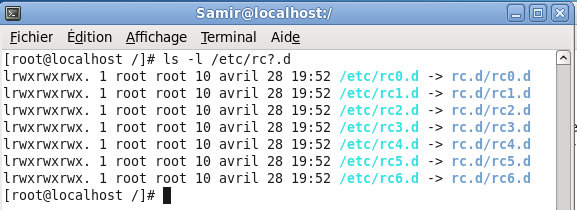 Samir@localhost:/
Fichier Édition Affichage Terminal Aide
[root@localhost /]# ls -l /etc/rc?.d
lrwxrwxrwx. 1 root root 10 avril 28 19:52 /etc/rc0.d -> rc.d/rc0.d
lrwxrwxrwx. 1 root root 10 avril 28 19:52 /etc/rc1.d -> rc.d/rc1.d
lrwxrwxrwx. 1 root root 10 avril 28 19:52 /etc/rc2.d -> rc.d/rc2.d
lrwxrwxrwx. 1 root root 10 avril 28 19:52 /etc/rc3.d -> rc.d/rc3.d
lrwxrwxrwx. 1 root root 10 avril 28 19:52 /etc/rc4.d -> rc.d/rc4.d
lrwxrwxrwx. 1 root root 10 avril 28 19:52 /etc/rc5.d -> rc.d/rc5.d
lrwxrwxrwx. 1 root root 10 avril 28 19:52 /etc/rc6.d -> rc.d/rc6.d
[root@localhost /]#